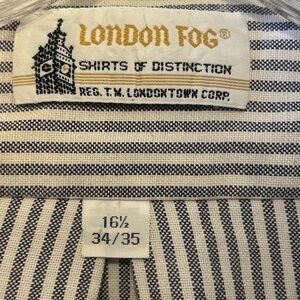 LONDON FOG®
SHIRTS OF DISTINCTION
REG. T.M. LONDONTOWN CORP.
16½
34/35